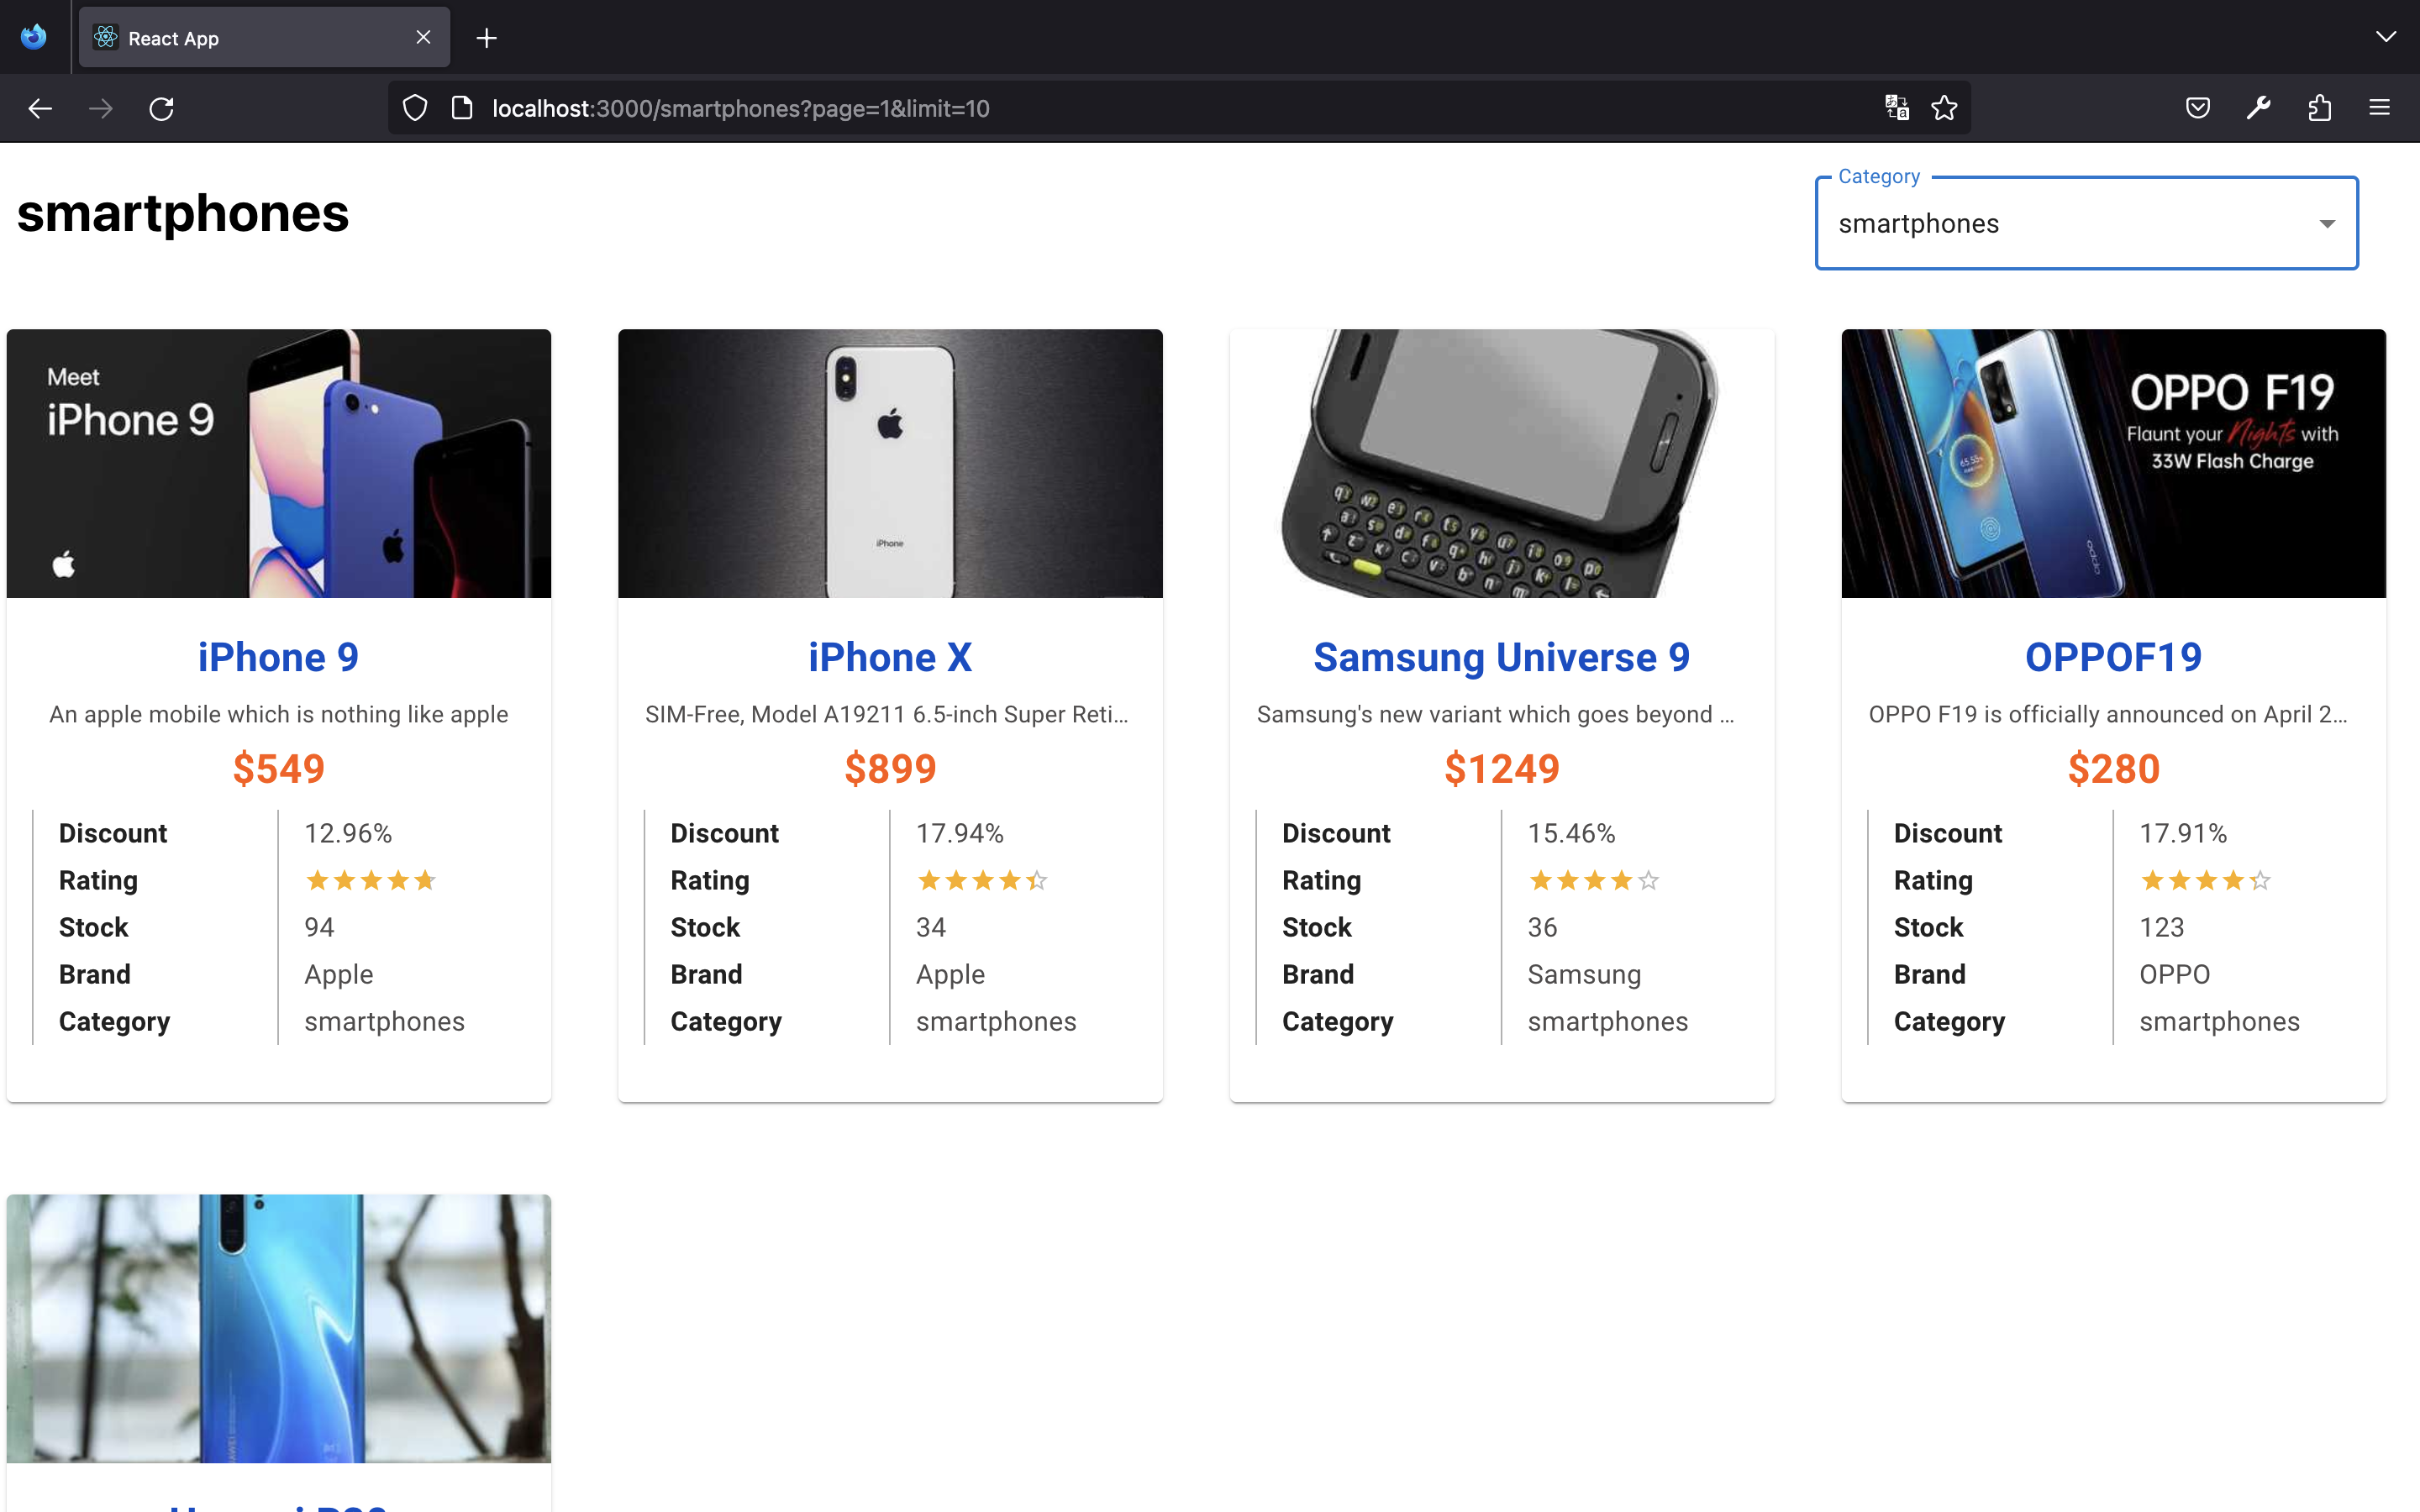 React App
localhost:3000/smartphones?page=1&limit=10
smartphones
Category
smartphones
Meet
iPhone 9
iPhone
OPPO F19
Flaunt your Nights with
33W Flash Charge
oppo
iPhone 9
An apple mobile which is nothing like apple
$549
Discount 12.96%
Rating
Stock 94
Brand Apple
Category smartphones
iPhone X
SIM-Free, Model A19211 6.5-inch Super Reti...
$899
Discount 17.94%
Rating
Stock 34
Brand Apple
Category smartphones
Samsung Universe 9
Samsung's new variant which goes beyond ...
$1249
Discount 15.46%
Rating
Stock 36
Brand Samsung
Category smartphones
OPPOF19
OPPO F19 is officially announced on April 2...
$280
Discount 17.91%
Rating
Stock 123
Brand OPPO
Category smartphones